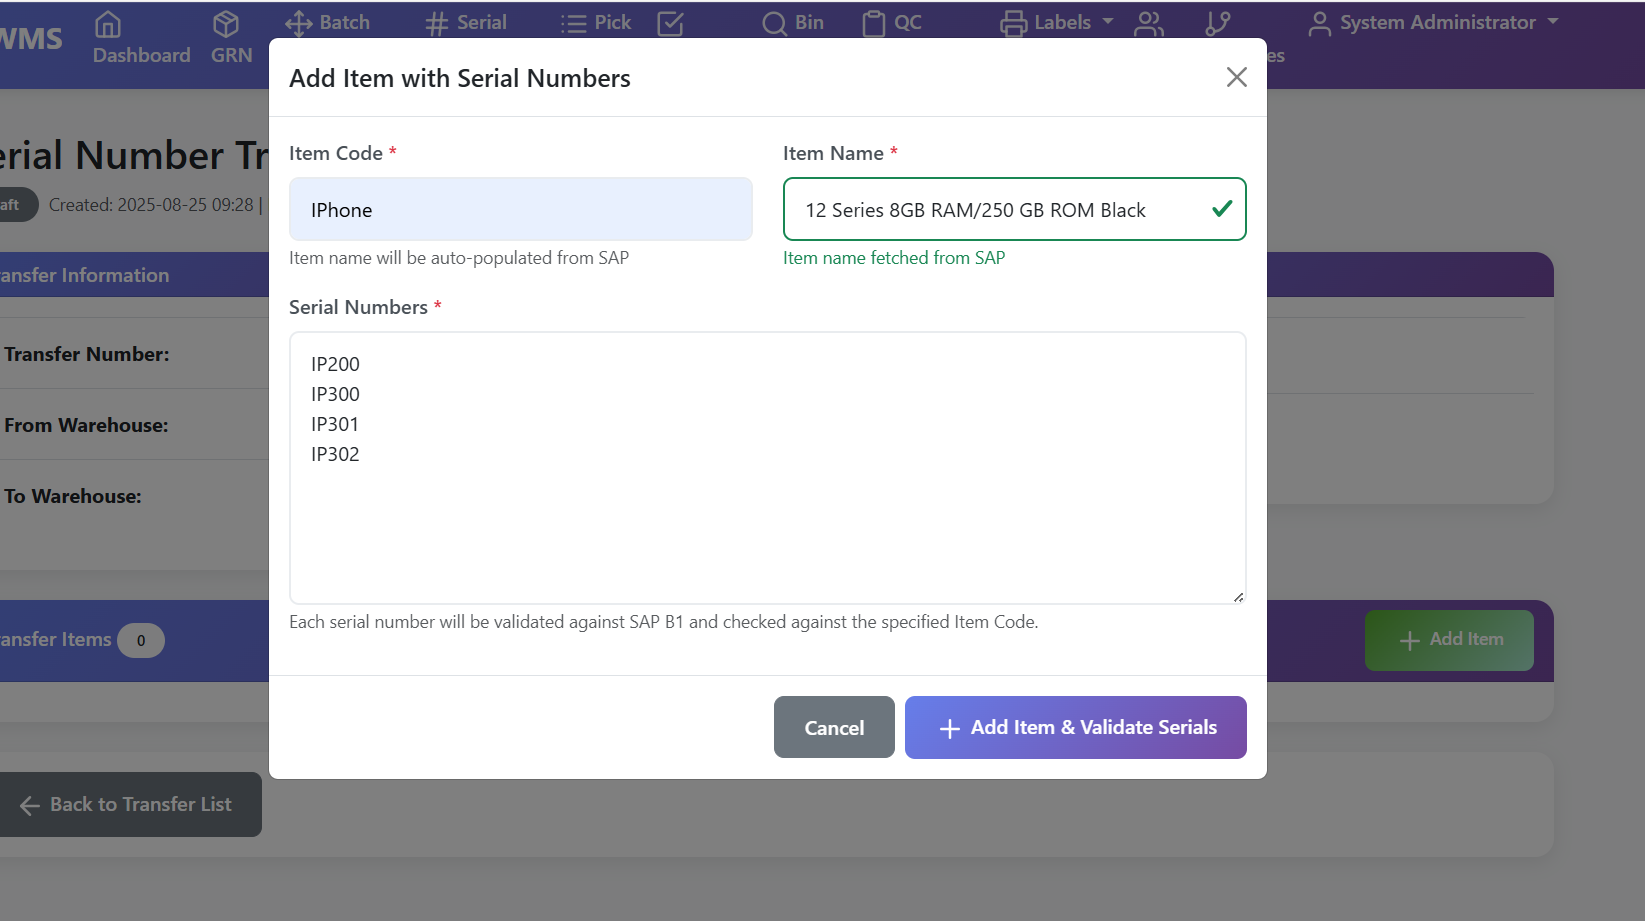 WMS
Dashboard
GRN
Batch
Serial
Pick
Bin
QC
Labels
System Administrator
Add Item with Serial Numbers
Item Code *
Item Name *
IPhone
12 Series 8GB RAM/250 GB ROM Black
Item name will be auto-populated from SAP
Item name fetched from SAP
Serial Numbers *
IP200
IP300
IP301
IP302
Each serial number will be validated against SAP B1 and checked against the specified Item Code.
Cancel
Add Item & Validate Serials
erial Number Tr
aft
Created: 2025-08-25 09:28 |
ansfer Information
Transfer Number:
From Warehouse:
To Warehouse:
ansfer Items 0
Add Item
Back to Transfer List